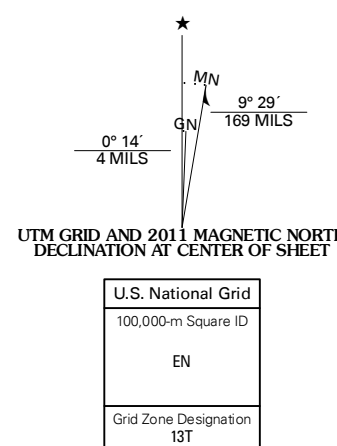 ★
MN
9° 29´
169 MILS
GN
0° 14´
4 MILS
UTM GRID AND 2011 MAGNETIC NORTH
DECLINATION AT CENTER OF SHEET
U.S. National Grid
100,000-m Square ID
EN
Grid Zone Designation
13T